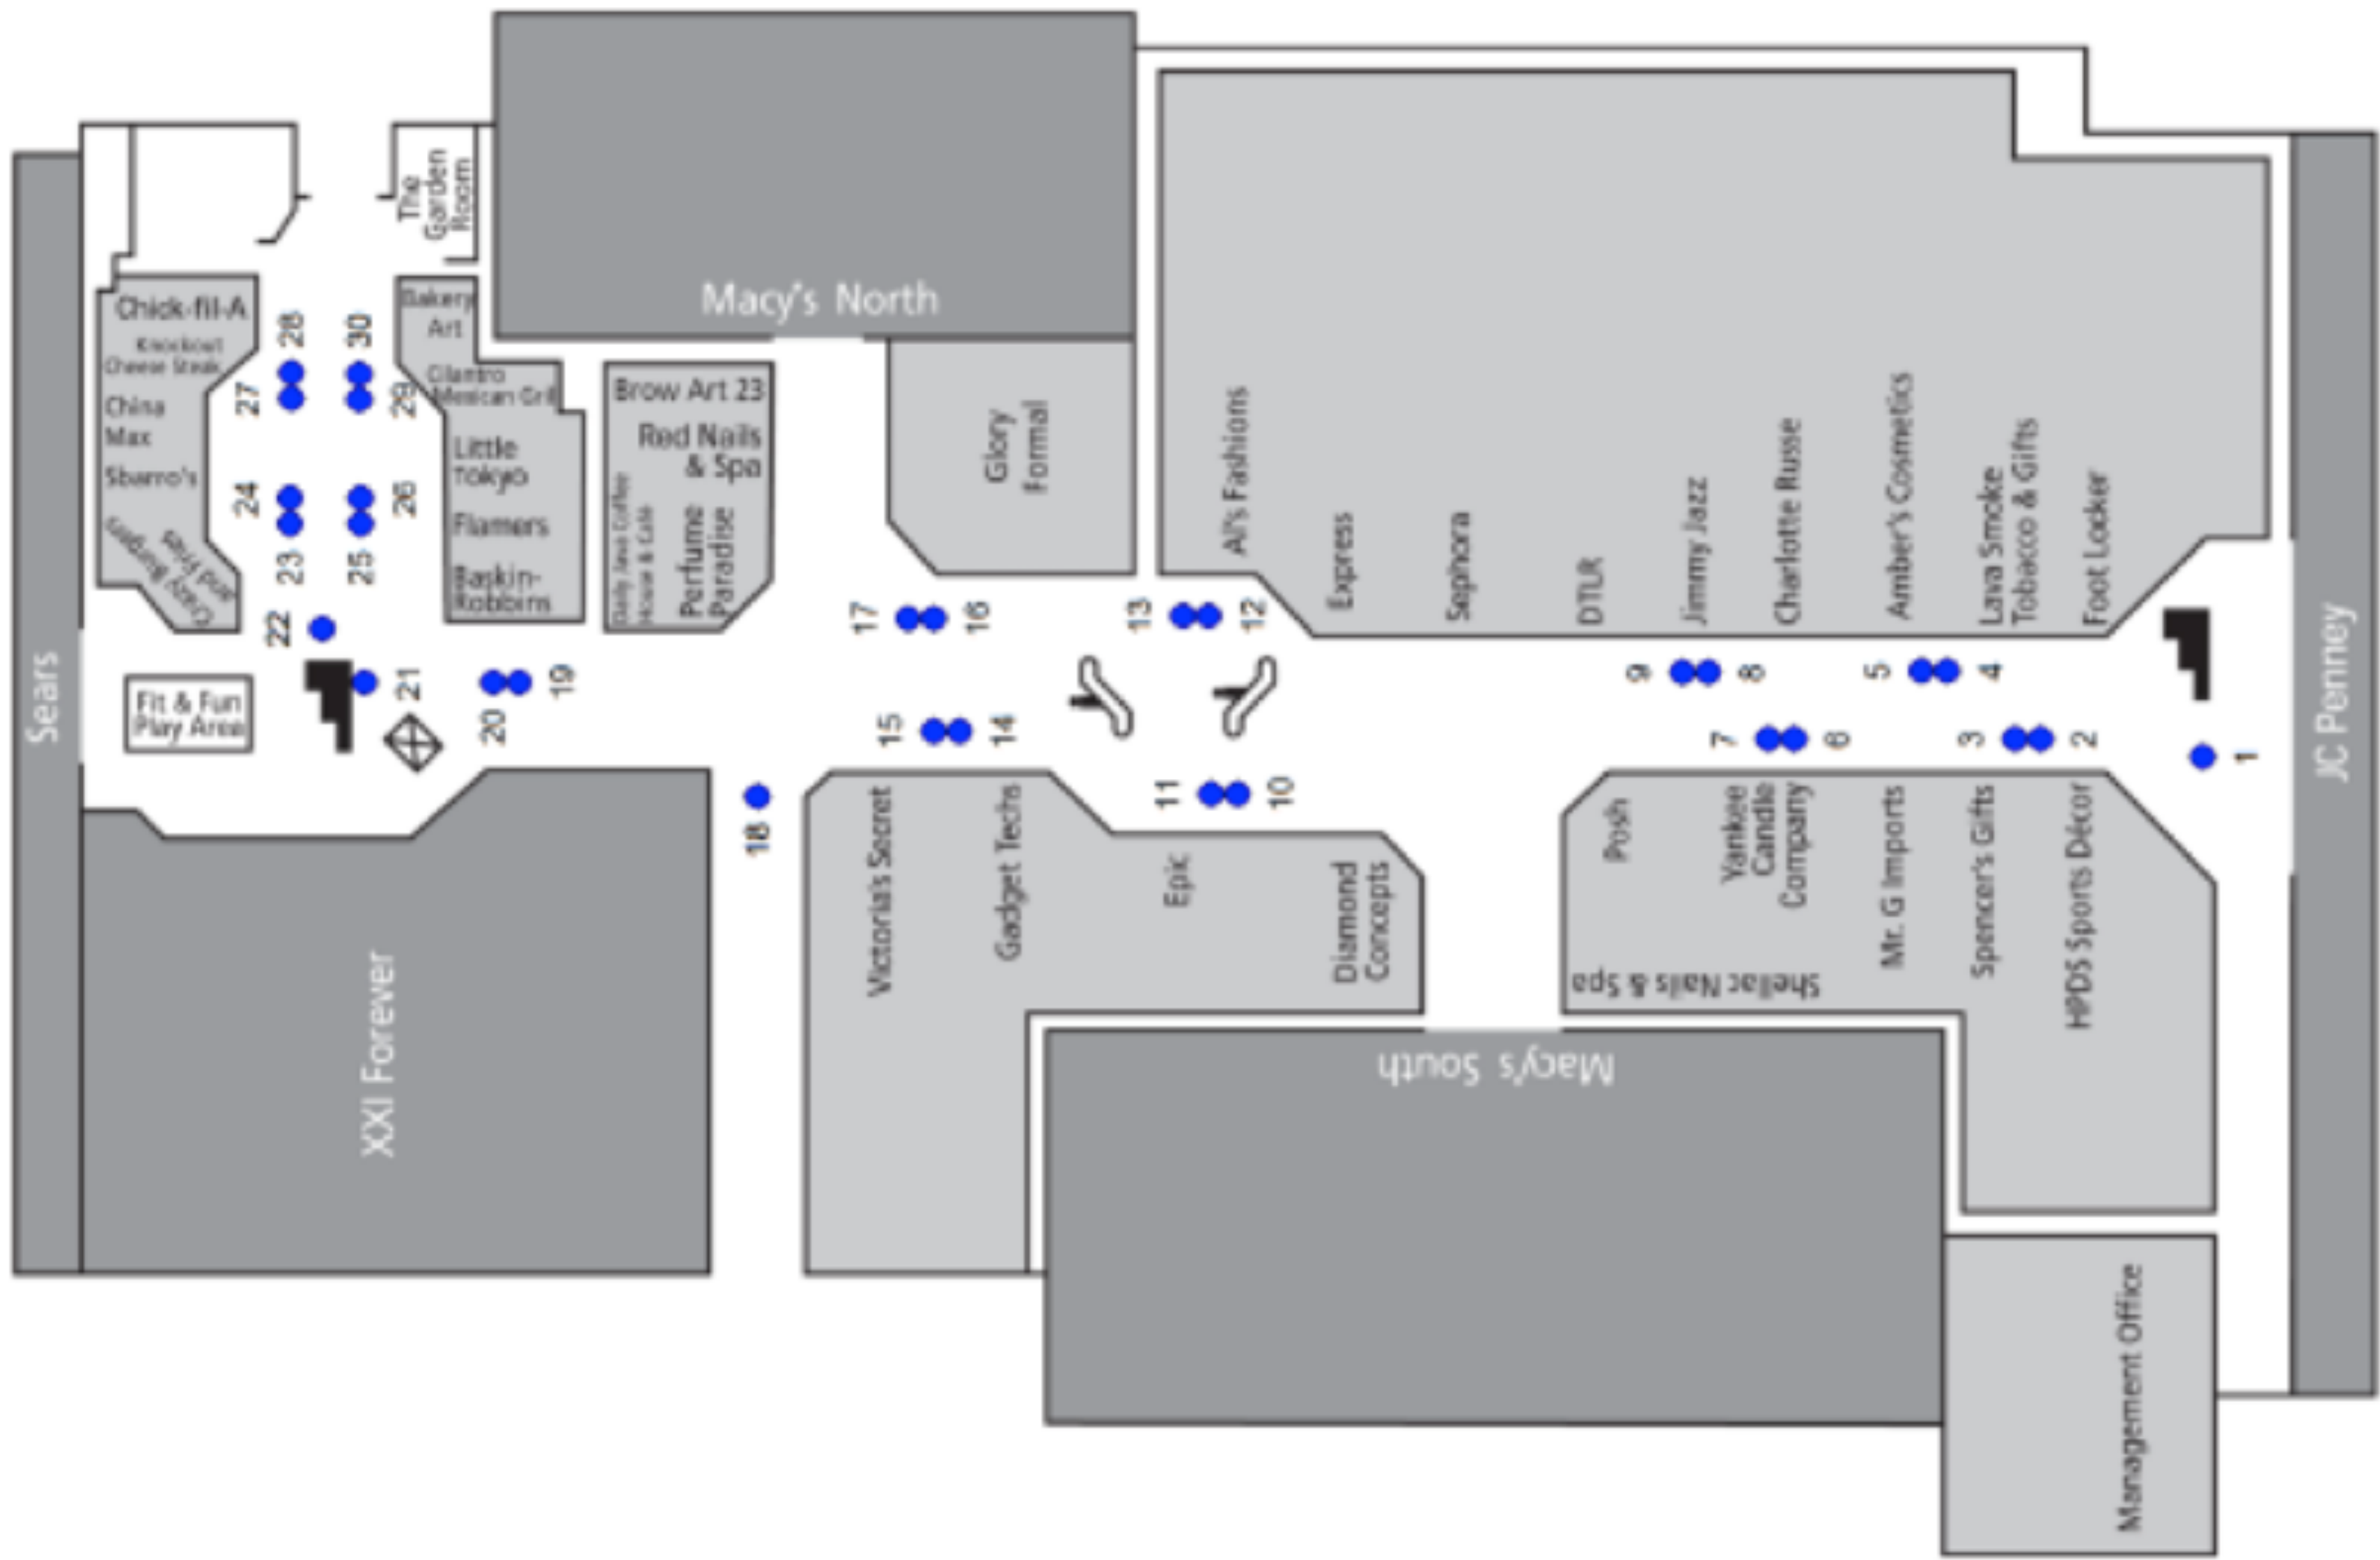 Sears
Chick-fil-A
Knockout
Cheese Steak
China
Max
Sbarro's
Crazy Burgers
and Fries
28
30
27
29
24
26
23
25
22
21
20
19
Fit & Fun
Play Area
The
Garden
Room
Bakery
Art
Cilantro
Mexican Grill
Little
Tokyo
Flamers
Baskin-
Robbins
Brow Art 23
Red Nails
& Spa
Daily Java Coffee
House & Café
Perfume
Paradise
Macy's North
Glory
Formal
17
16
13
12
15
14
18
11
10
XXI Forever
Victoria's Secret
Gadget Techs
Epic
Diamond
Concepts
Macy's South
Al's Fashions
Express
Sephora
DTLR
Jimmy Jazz
Charlotte Russe
Amber's Cosmetics
Lava Smoke
Tobacco & Gifts
Foot Locker
9
8
5
4
7
6
3
2
1
Posh
Yankee
Candle
Company
Mr. G Imports
Spencer's Gifts
HPDS Sports Décor
Shellac Nails & Spa
Management Office
JC Penney